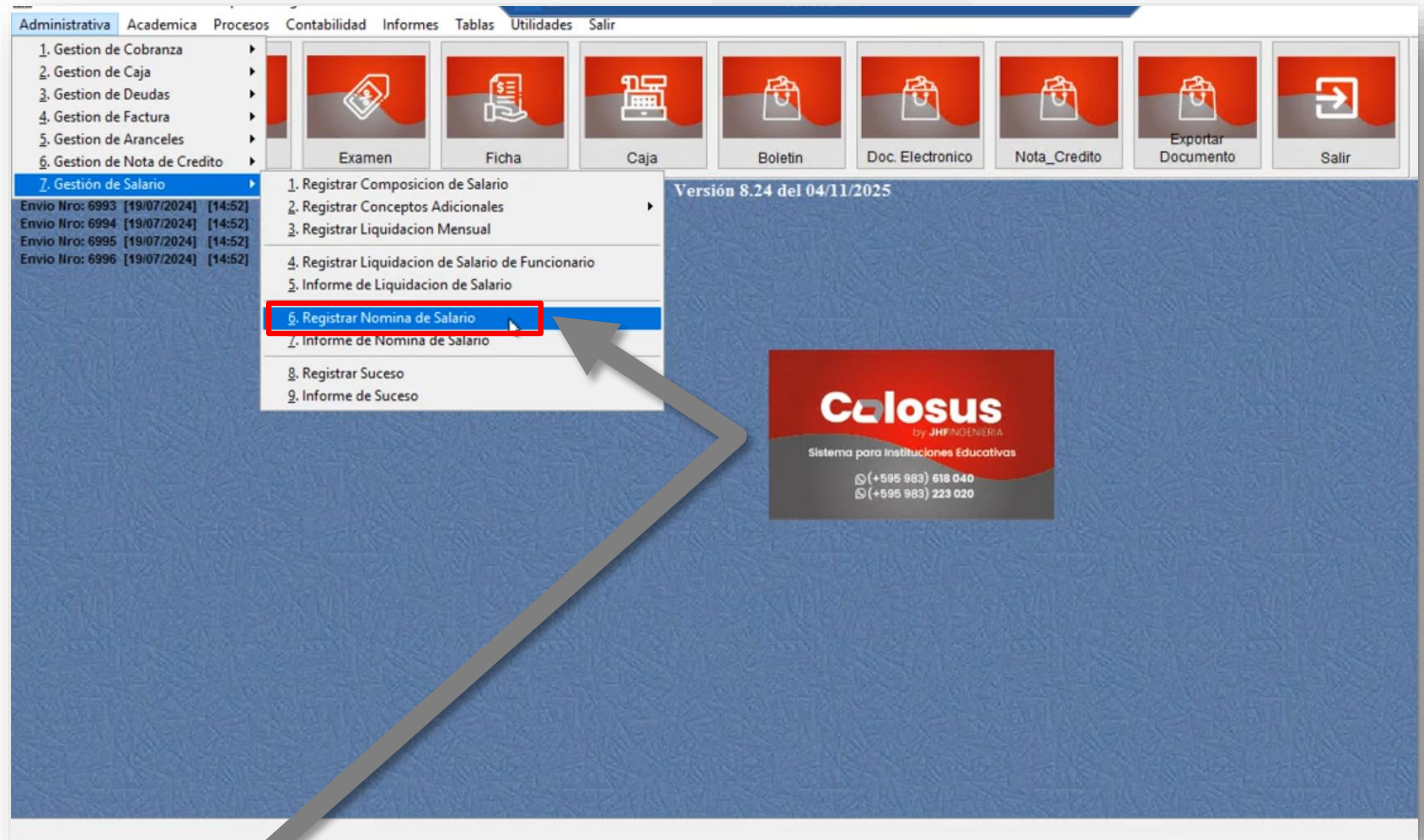 Administrativa Academica Procesos Contabilidad Informes Tablas Utilidades Salir
1. Gestion de Cobranza
2. Gestion de Caja
3. Gestion de Deudas
4. Gestion de Factura
5. Gestion de Aranceles
6. Gestion de Nota de Credito
7. Gestión de Salario
Examen
Ficha
Caja
Boletin
Doc. Electronico
Nota_Credito
Exportar
Documento
Salir
1. Registrar Composicion de Salario
2. Registrar Conceptos Adicionales
3. Registrar Liquidacion Mensual
4. Registrar Liquidacion de Salario de Funcionario
5. Informe de Liquidacion de Salario
6. Registrar Nomina de Salario
7. Informe de Nomina de Salario
8. Registrar Suceso
9. Informe de Suceso
Versión 8.24 del 04/11/2025
Envio Nro: 6993 [19/07/2024] [14:52]
Envio Nro: 6994 [19/07/2024] [14:52]
Envio Nro: 6995 [19/07/2024] [14:52]
Envio Nro: 6996 [19/07/2024] [14:52]
Colosus
by JHFINGENIERIA
Sistema para Instituciones Educativas
(+595 983) 618 040
(+595 983) 223 020